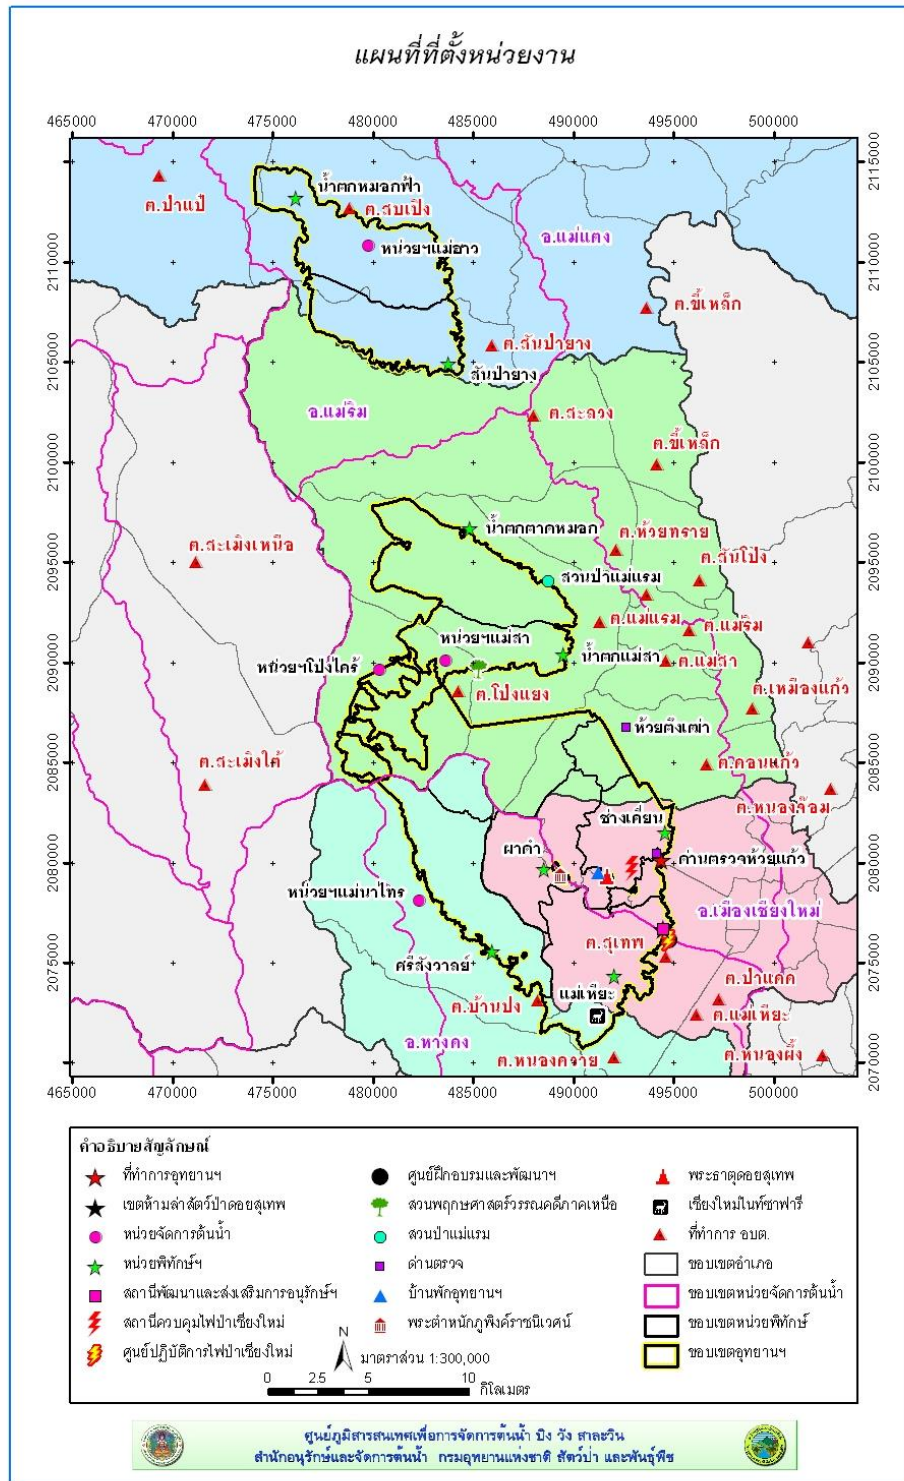 แผนที่ที่ตั้งหน่วยงาน
465000 470000 475000 480000 485000 490000 495000 500000
2115000
2110000
2105000
2100000
2095000
2090000
2085000
2080000
2075000
2070000
น้ำตกหมอกฟ้า
ต.ป่าแป๋
ต.สบเปิง
อ.แม่แตง
หน่วยฯแม่ฮาว
ต.ขี้เหล็ก
ต.สันป่ายาง
สันป่ายาง
อ.แม่ริม
ต.สะลวง
ต.ขี้เหล็ก
น้ำตกตาดหมอก
ต.ห้วยทราย
ต.สะเมิงเหนือ
ต.สันโป่ง
สวนป่าแม่แรม
ต.แม่แรม
ต.แม่ริม
หน่วยฯแม่สา
น้ำตกแม่สา
ต.แม่สา
หน่วยฯโป่งไคร้
ต.โป่งแยง
ต.เหมืองแก้ว
ห้วยตึงเฒ่า
ต.สะเมิงใต้
ต.ดอนแก้ว
ต.หนองจ๊อม
ช่างเคี่ยน
ผาดำ
ด่านตรวจห้วยแก้ว
หน่วยฯแม่นาไทร
อ.เมืองเชียงใหม่
ต.สุเทพ
ศรีสังวาลย์
แม่เหียะ
ต.ป่าแดด
ต.บ้านปง
ต.แม่เหียะ
อ.หางดง
ต.หนองควาย
ต.หนองผึ้ง
2115000
2110000
2105000
2100000
2095000
2090000
2085000
2080000
2075000
2070000
465000 470000 475000 480000 485000 490000 495000 500000
คำอธิบายสัญลักษณ์
ที่ทำการอุทยานฯ
เขตห้ามล่าสัตว์ป่าดอยสุเทพ
หน่วยจัดการต้นน้ำ
หน่วยพิทักษ์ฯ
สถานีพัฒนาและส่งเสริมการอนุรักษ์ฯ
สถานีควบคุมไฟป่าเชียงใหม่
ศูนย์ปฏิบัติการไฟป่าเชียงใหม่
ศูนย์ฝึกอบรมและพัฒนาฯ
สวนพฤกษศาสตร์วรรณคดีภาคเหนือ
สวนป่าแม่แรม
ด่านตรวจ
บ้านพักอุทยานฯ
พระตำหนักภูพิงค์ราชนิเวศน์
พระธาตุดอยสุเทพ
เชียงใหม่ไนท์ซาฟารี
ที่ทำการ อบต.
ขอบเขตอำเภอ
ขอบเขตหน่วยจัดการต้นน้ำ
ขอบเขตหน่วยพิทักษ์
ขอบเขตอุทยานฯ
N
มาตราส่วน 1:300,000
0 2.5 5 10
กิโลเมตร
ศูนย์ภูมิสารสนเทศเพื่อการจัดการต้นน้ำ ปิง วัง สาละวิน
สำนักอนุรักษ์และจัดการต้นน้ำ กรมอุทยานแห่งชาติ สัตว์ป่า และพันธุ์พืช